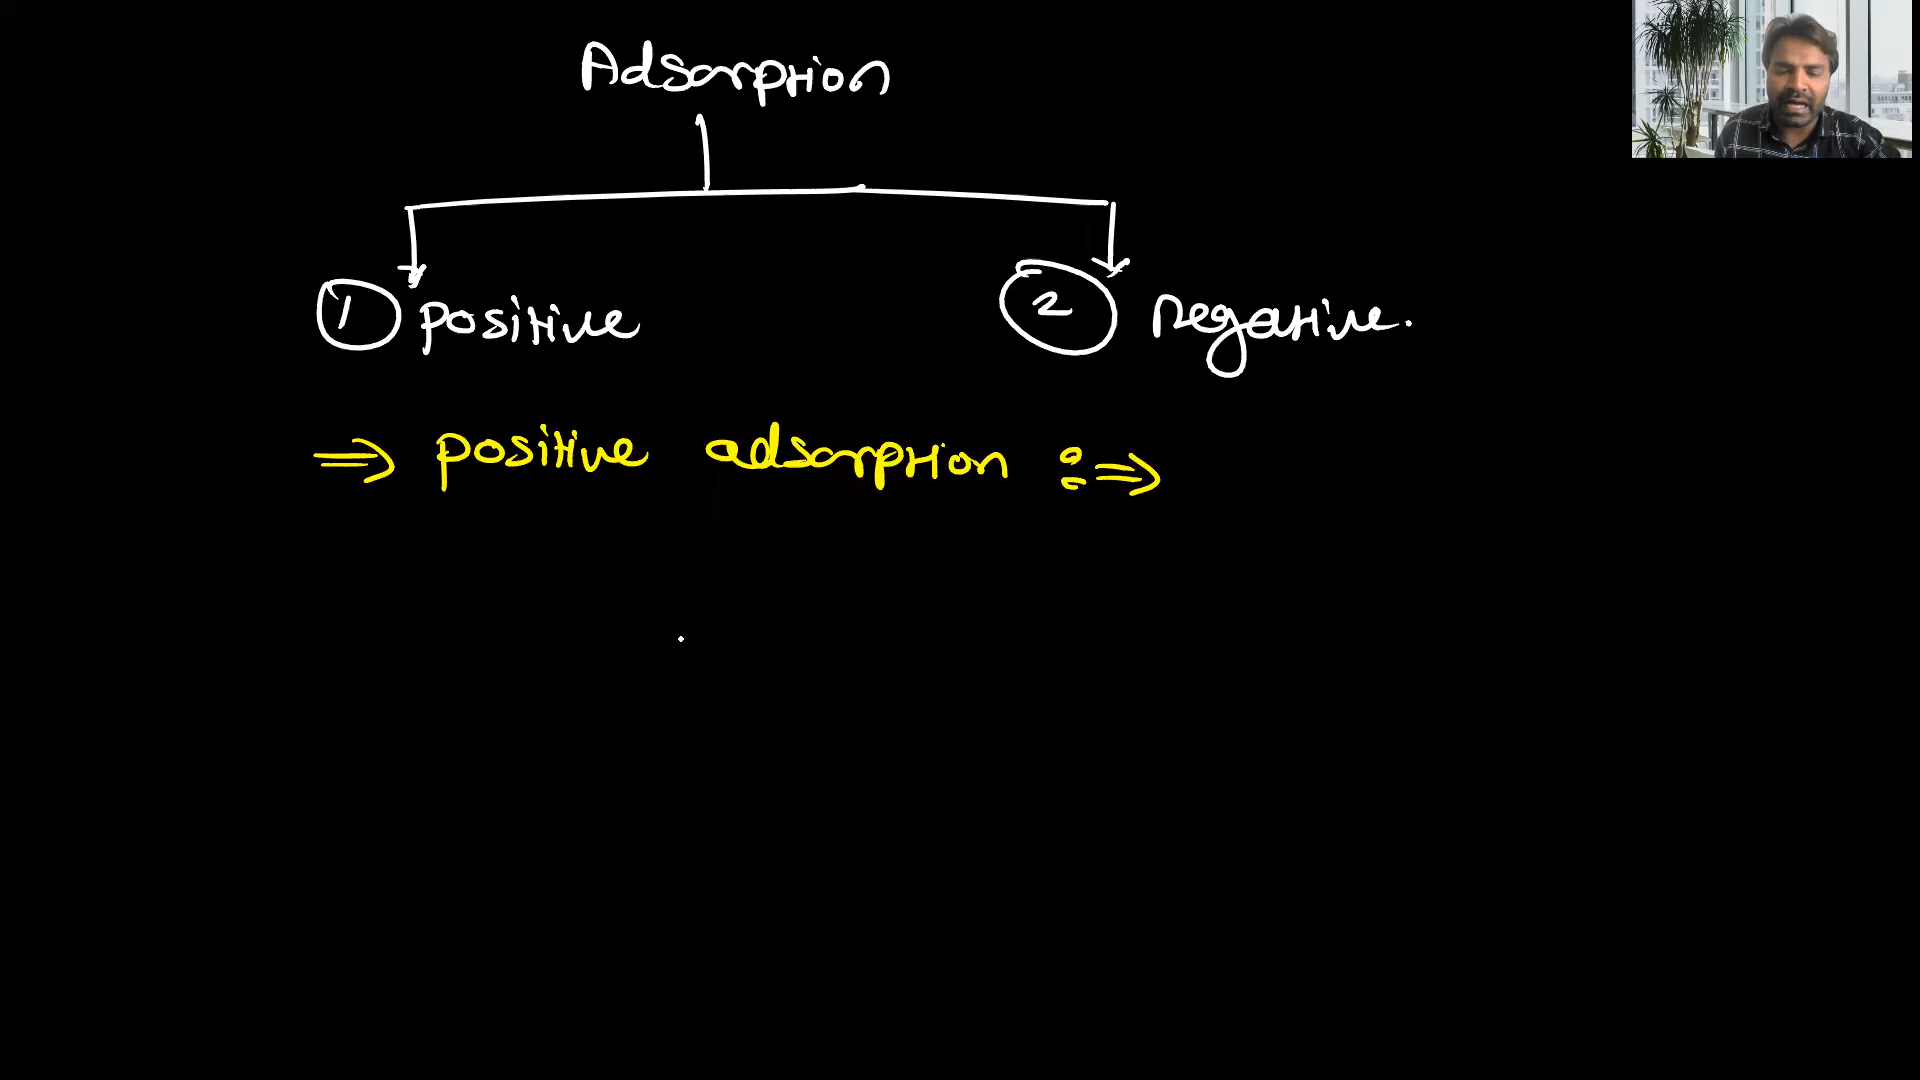 Adsorption
1 positive 2 negative.
⇒ positive adsorption :⇒